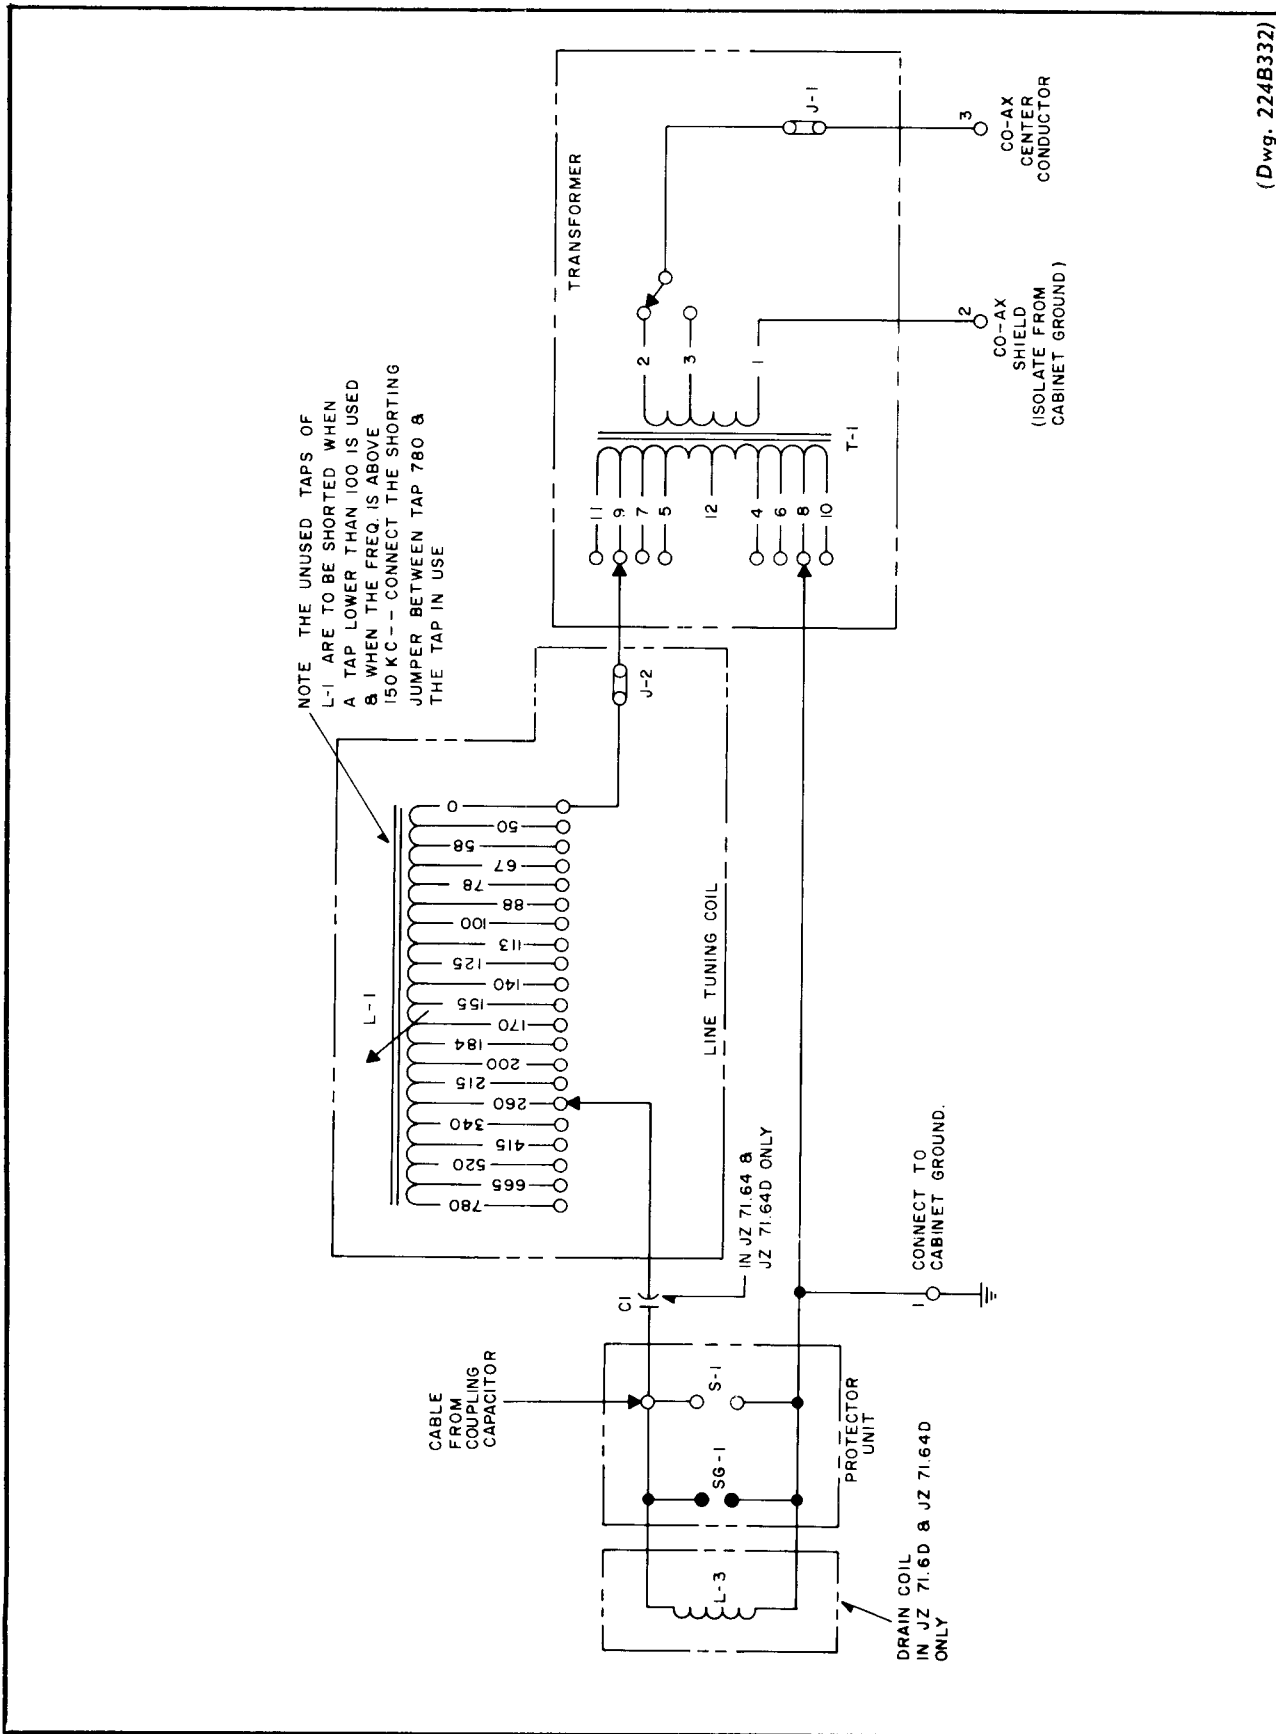 NOTE THE UNUSED TAPS OF
L-1 ARE TO BE SHORTED WHEN
A TAP LOWER THAN 100 IS USED
& WHEN THE FREQ. IS ABOVE
150 KC -- CONNECT THE SHORTING
JUMPER BETWEEN TAP 780 &
THE TAP IN USE
L-1
780
665
520
415
340
260
215
200
184
170
155
140
125
113
100
88
78
67
58
50
0
LINE TUNING COIL
J-2
TRANSFORMER
11
9
7
5
12
4
6
8
10
T-1
2
3
1
J-1
3
CO-AX
CENTER
CONDUCTOR
2
CO-AX
SHIELD
(ISOLATE FROM
CABINET GROUND)
CABLE
FROM
COUPLING
CAPACITOR
C1
IN JZ 71.64 &
JZ 71.64D ONLY
S-1
SG-1
PROTECTOR
UNIT
L-3
DRAIN COIL
IN JZ 71.6D & JZ 71.64D
ONLY
1
CONNECT TO
CABINET GROUND.
(Dwg. 224B332)